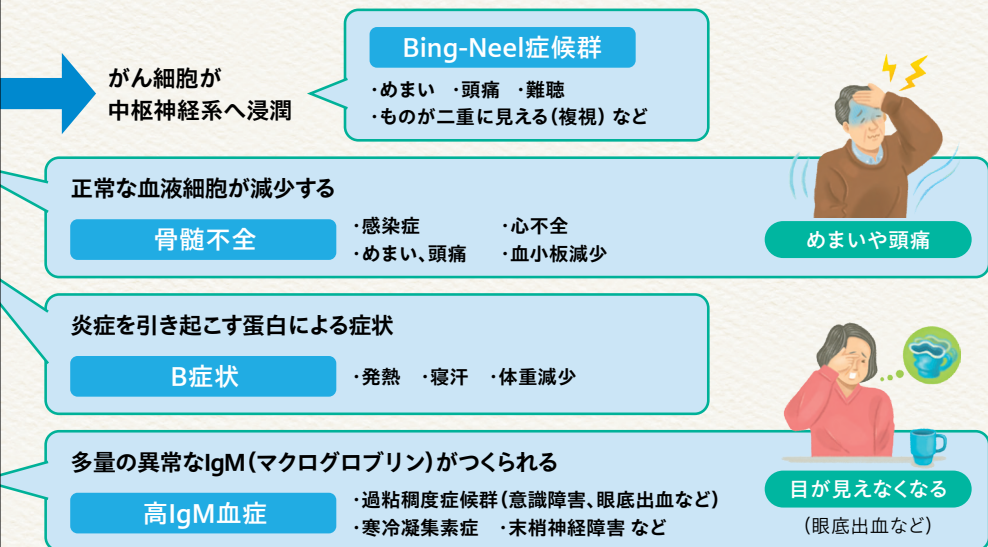 がん細胞が
中枢神経系へ浸潤
Bing-Neel症候群
・めまい ・頭痛 ・難聴
・ものが二重に見える(複視) など
正常な血液細胞が減少する
骨髄不全
・感染症 ・心不全
・めまい、頭痛 ・血小板減少
めまいや頭痛
炎症を引き起こす蛋白による症状
B症状
・発熱 ・寝汗 ・体重減少
多量の異常なIgM(マクログロブリン)がつくられる
高IgM血症
・過粘稠度症候群(意識障害、眼底出血など)
・寒冷凝集素症 ・末梢神経障害 など
目が見えなくなる
(眼底出血など)